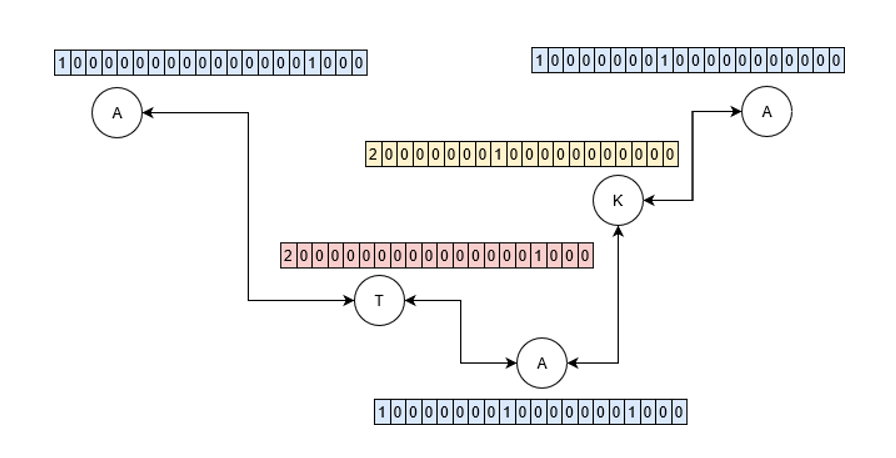 1 0 0 0 0 0 0 0 0 0 0 0 0 0 0 0 1 0 0 0
1 0 0 0 0 0 0 0 1 0 0 0 0 0 0 0 0 0 0 0
A
A
2 0 0 0 0 0 0 0 1 0 0 0 0 0 0 0 0 0 0 0
K
2 0 0 0 0 0 0 0 0 0 0 0 0 0 0 0 1 0 0 0
T
A
1 0 0 0 0 0 0 0 1 0 0 0 0 0 0 0 1 0 0 0